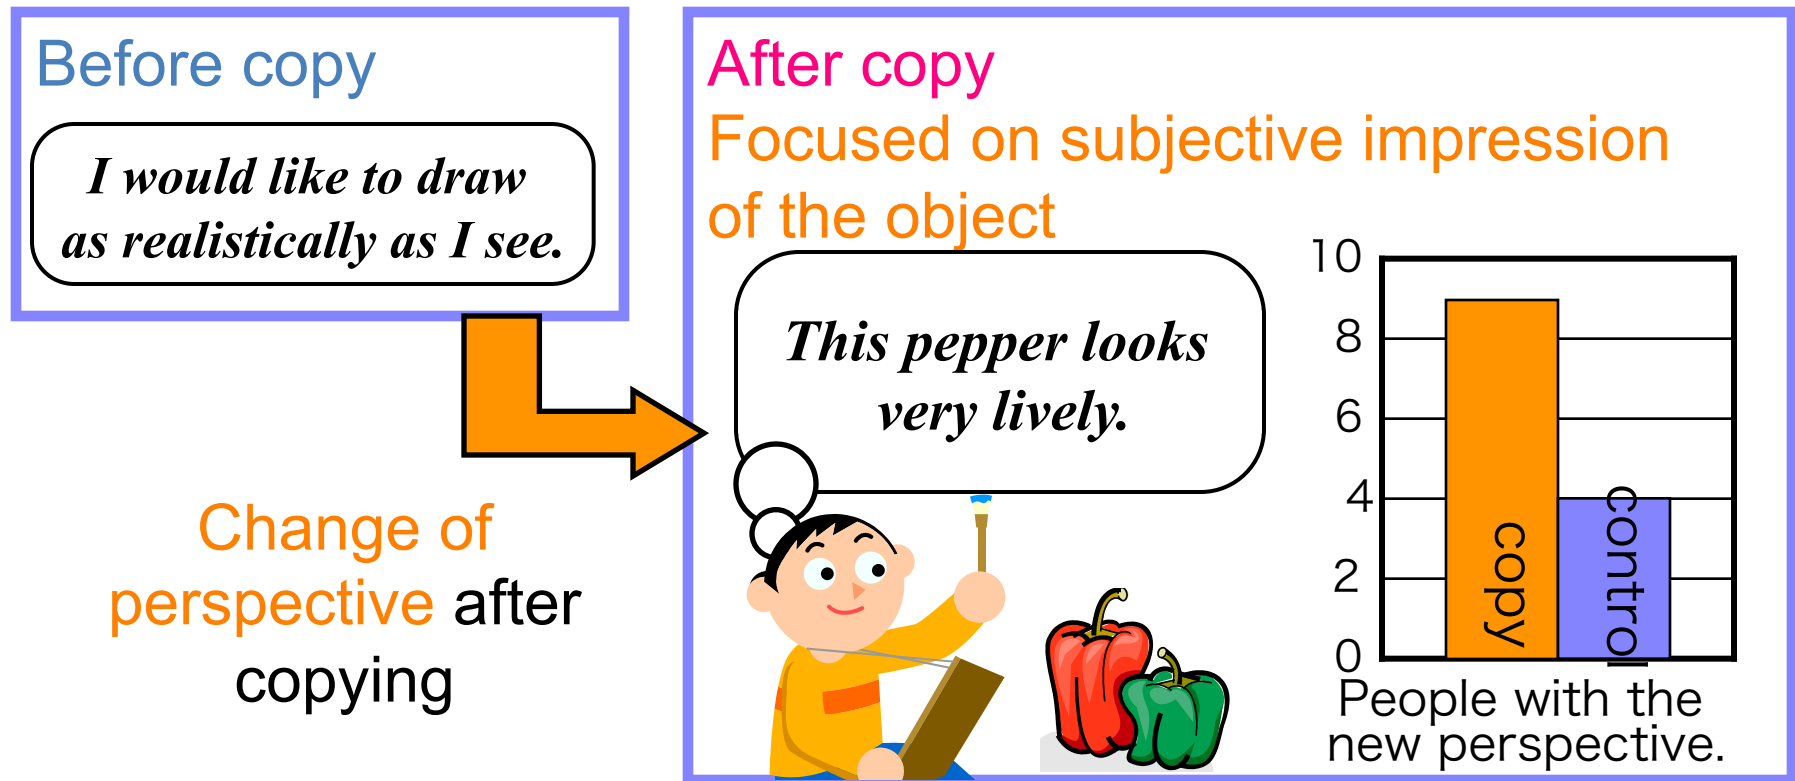 Before copy
I would like to draw
as realistically as I see.
Change of
perspective after
copying
After copy
Focused on subjective impression
of the object
This pepper looks
very lively.
10
8
6
4
2
0
copy
control
People with the
new perspective.